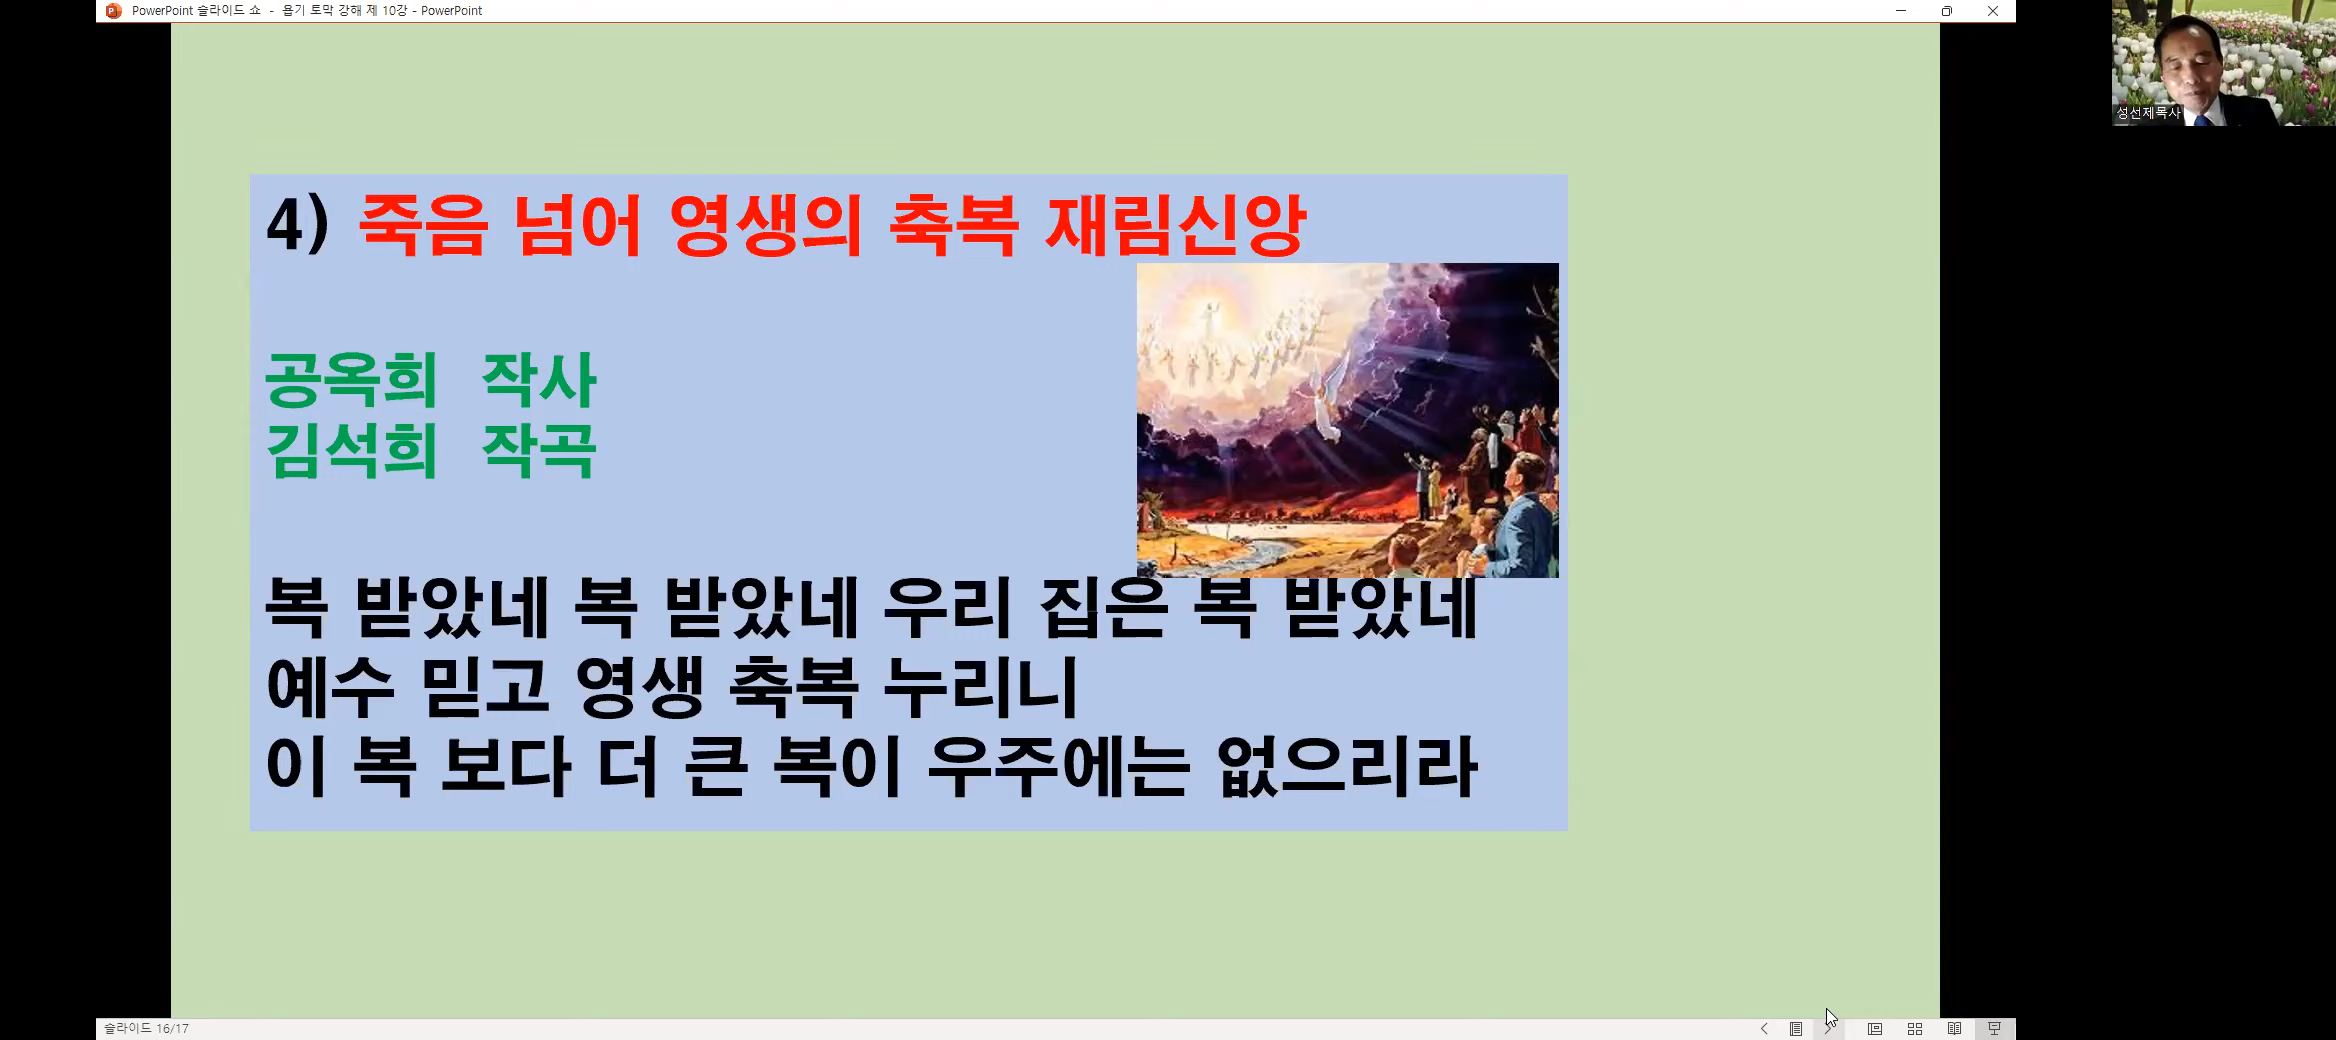 PowerPoint 슬라이드 쇼 - 욥기 토막 강해 제 10강 - PowerPoint
성선제목사
4) 죽음 넘어 영생의 축복 재림신앙
공옥희 작사
김석희 작곡
복 받았네 복 받았네 우리 집은 복 받았네
예수 믿고 영생 축복 누리니
이 복 보다 더 큰 복이 우주에는 없으리라
슬라이드 16/17